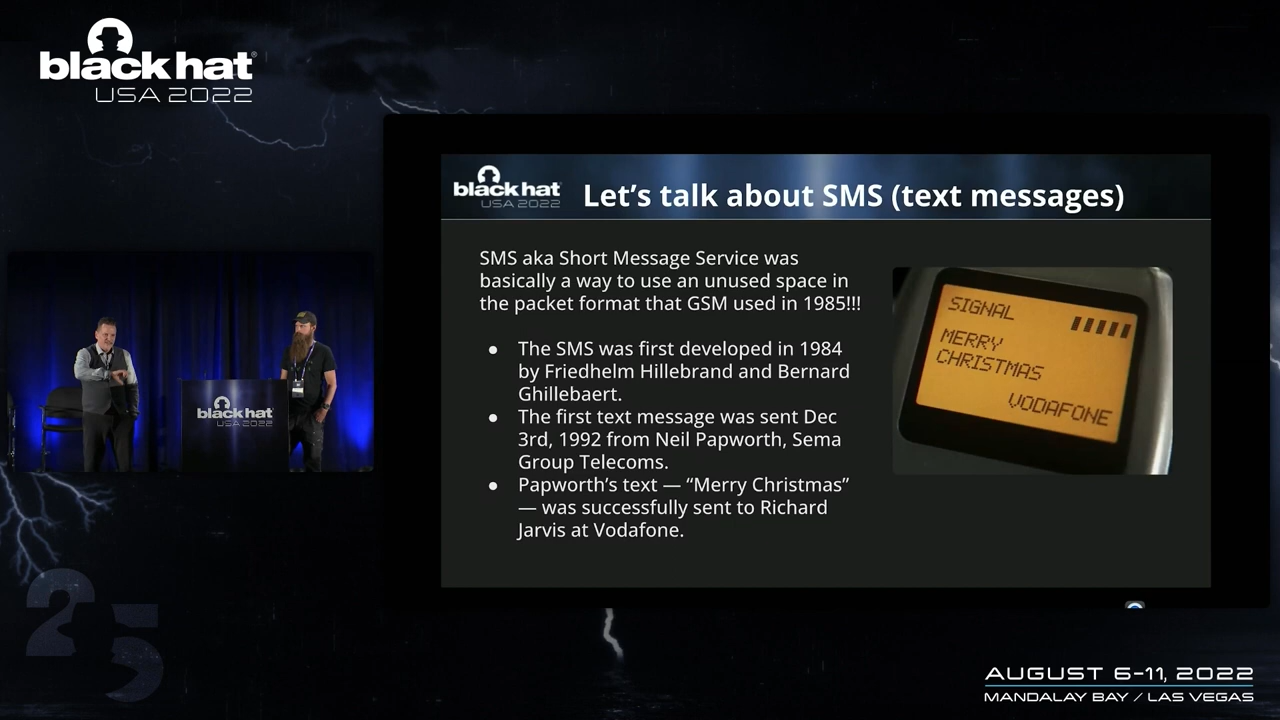 black hat®
USA 2022
black hat
USA 2022
Let's talk about SMS (text messages)
SMS aka Short Message Service was
basically a way to use an unused space in
the packet format that GSM used in 1985!!!
● The SMS was first developed in 1984
by Friedhelm Hillebrand and Bernard
Ghillebaert.
● The first text message was sent Dec
3rd, 1992 from Neil Papworth, Sema
Group Telecoms.
● Papworth's text — “Merry Christmas”
— was successfully sent to Richard
Jarvis at Vodafone.
SIGNAL
MERRY
CHRISTMAS
VODAFONE
black hat
USA 2022
25
AUGUST 6-11, 2022
MANDALAY BAY / LAS VEGAS